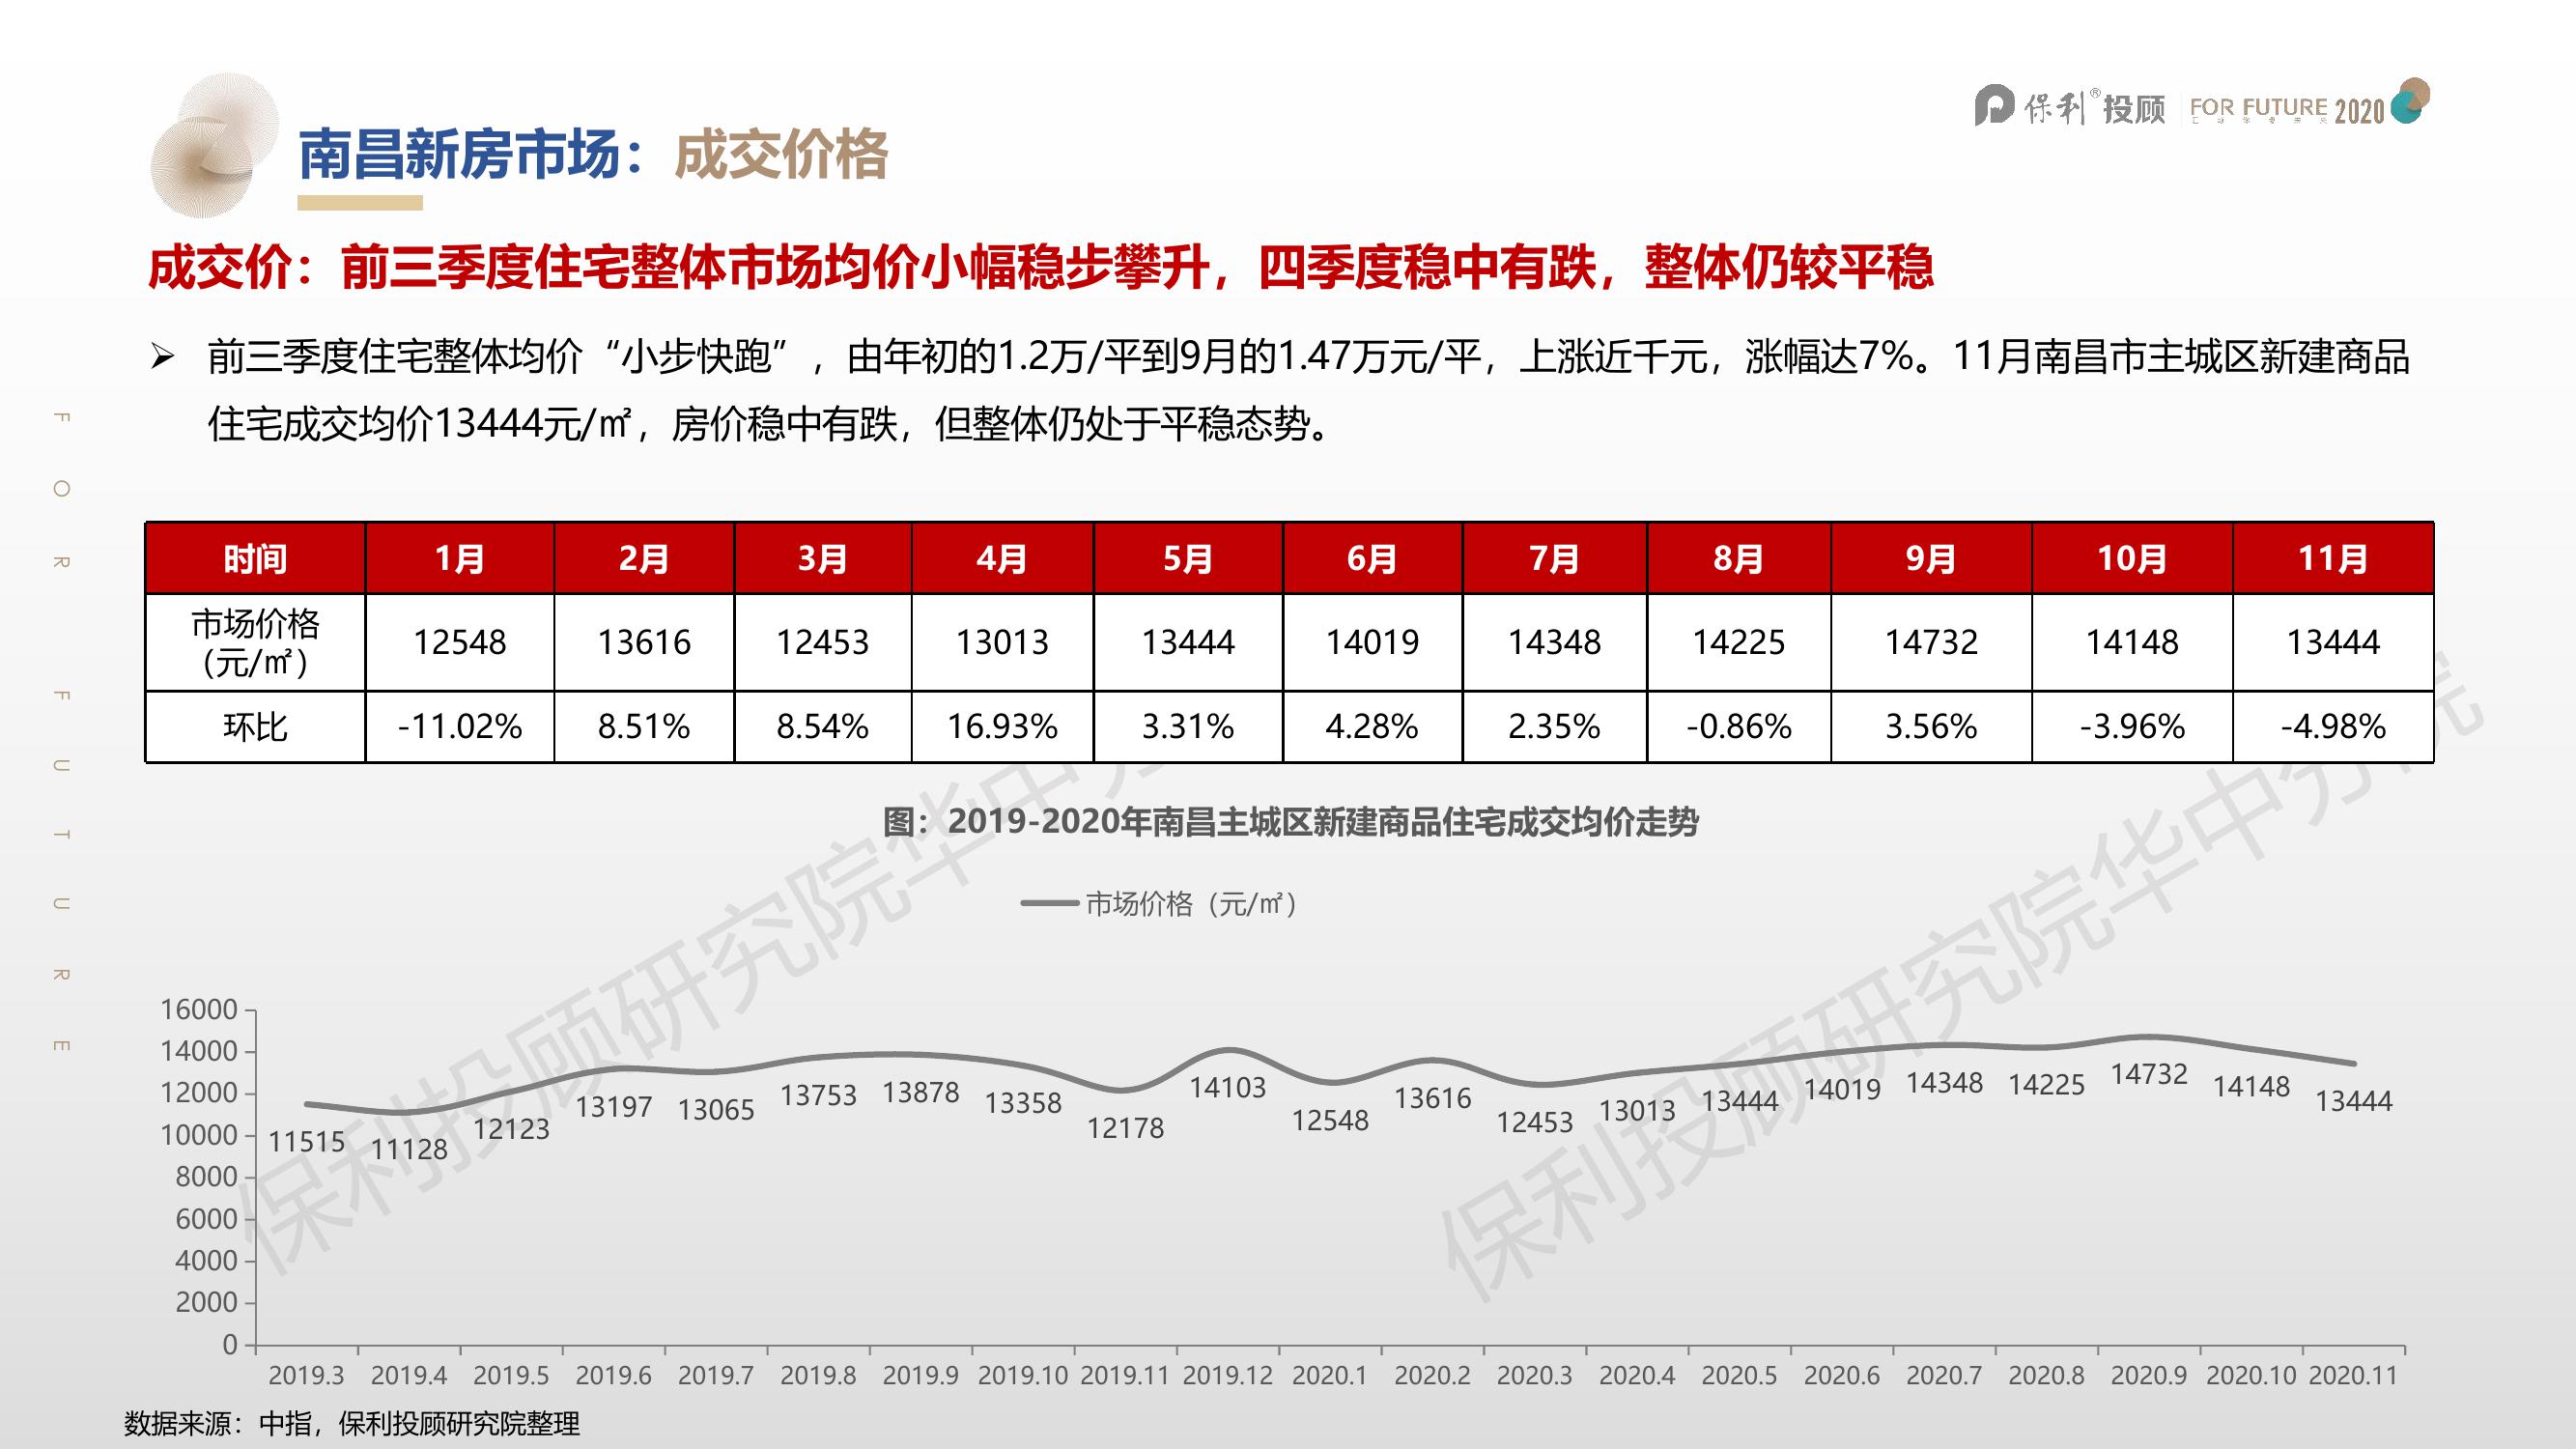 保利®投顾 FOR FUTURE 2020
南昌新房市场：成交价格
成交价：前三季度住宅整体市场均价小幅稳步攀升，四季度稳中有跌，整体仍较平稳
➢ 前三季度住宅整体均价“小步快跑”，由年初的1.2万/平到9月的1.47万元/平，上涨近千元，涨幅达7%。11月南昌市主城区新建商品
住宅成交均价13444元/㎡，房价稳中有跌，但整体仍处于平稳态势。
FOR FUTURE
时间 1月 2月 3月 4月 5月 6月 7月 8月 9月 10月 11月
市场价格
（元/㎡） 12548 13616 12453 13013 13444 14019 14348 14225 14732 14148 13444
环比 -11.02% 8.51% 8.54% 16.93% 3.31% 4.28% 2.35% -0.86% 3.56% -3.96% -4.98%
图：2019-2020年南昌主城区新建商品住宅成交均价走势
市场价格（元/㎡）
16000
14000
12000
10000
8000
6000
4000
2000
0
11515 11128 12123 13197 13065 13753 13878 13358 12178 14103 12548 13616 12453 13013 13444 14019 14348 14225 14732 14148 13444
2019.3 2019.4 2019.5 2019.6 2019.7 2019.8 2019.9 2019.10 2019.11 2019.12 2020.1 2020.2 2020.3 2020.4 2020.5 2020.6 2020.7 2020.8 2020.9 2020.10 2020.11
数据来源：中指，保利投顾研究院整理
保利投顾研究院华中分
保利投顾研究院华中分院